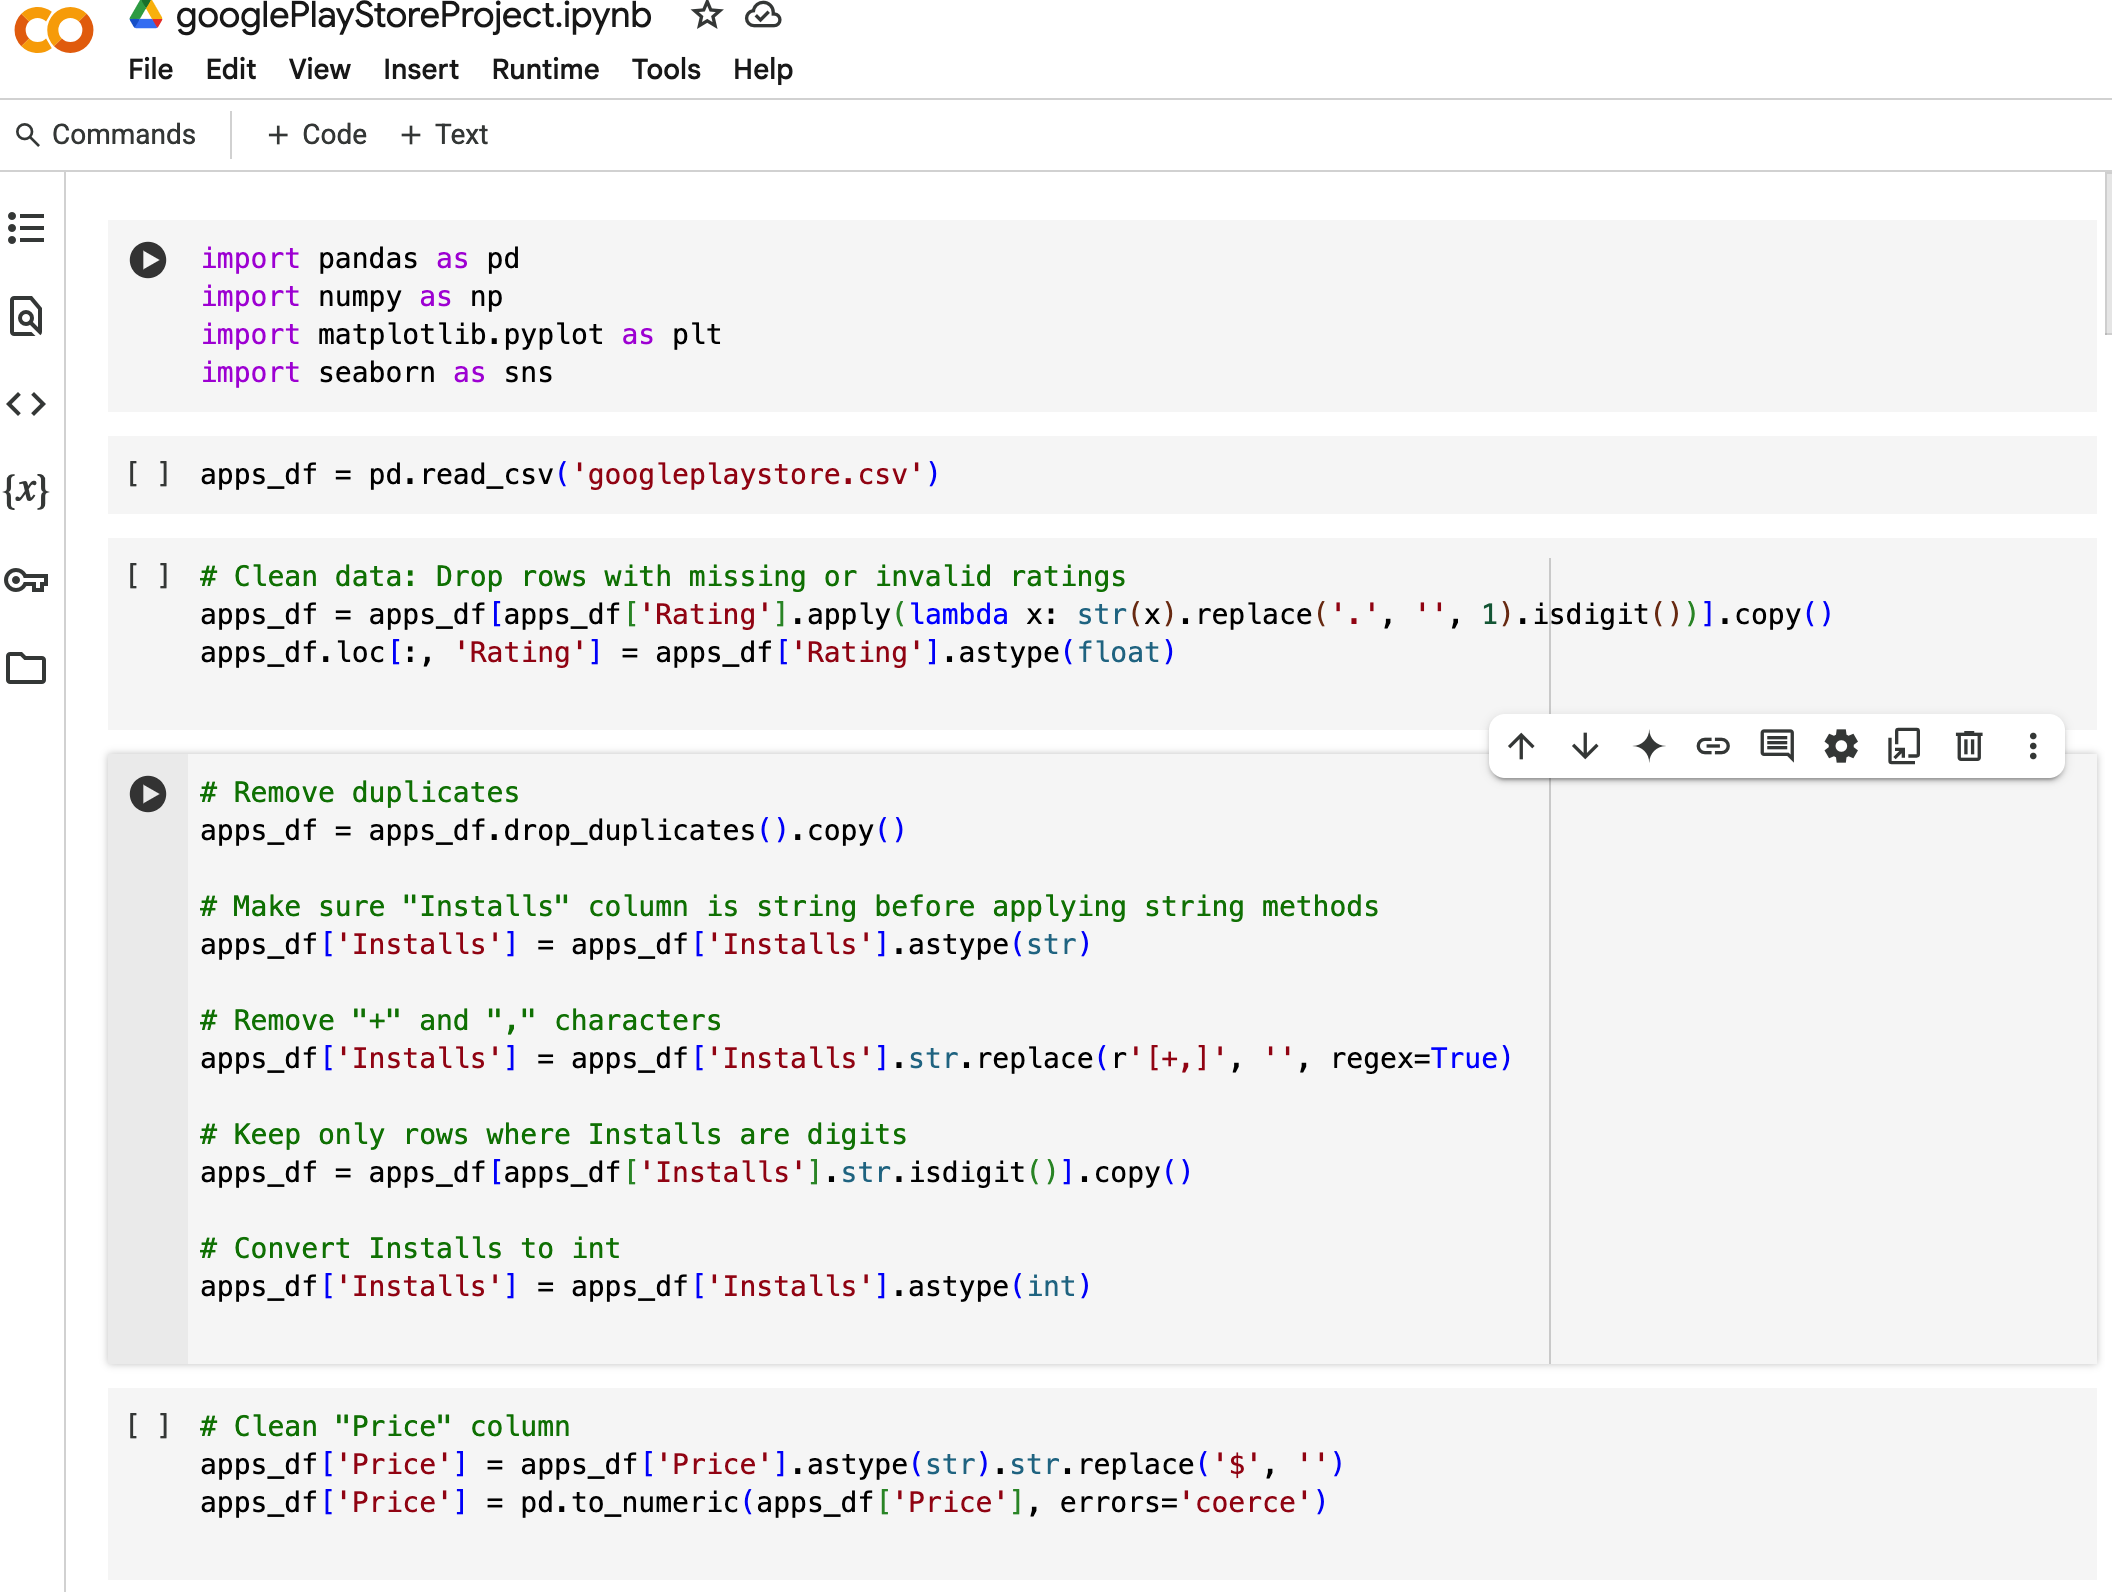 googlePlayStoreProject.ipynb
File Edit View Insert Runtime Tools Help
Commands + Code + Text
import pandas as pd
import numpy as np
import matplotlib.pyplot as plt
import seaborn as sns
[ ] apps_df = pd.read_csv('googleplaystore.csv')
[ ] # Clean data: Drop rows with missing or invalid ratings
apps_df = apps_df[apps_df['Rating'].apply(lambda x: str(x).replace('.', '', 1).isdigit())].copy()
apps_df.loc[:, 'Rating'] = apps_df['Rating'].astype(float)
# Remove duplicates
apps_df = apps_df.drop_duplicates().copy()
# Make sure "Installs" column is string before applying string methods
apps_df['Installs'] = apps_df['Installs'].astype(str)
# Remove "+" and "," characters
apps_df['Installs'] = apps_df['Installs'].str.replace(r'[+,]', '', regex=True)
# Keep only rows where Installs are digits
apps_df = apps_df[apps_df['Installs'].str.isdigit()].copy()
# Convert Installs to int
apps_df['Installs'] = apps_df['Installs'].astype(int)
[ ] # Clean "Price" column
apps_df['Price'] = apps_df['Price'].astype(str).str.replace('$', '')
apps_df['Price'] = pd.to_numeric(apps_df['Price'], errors='coerce')